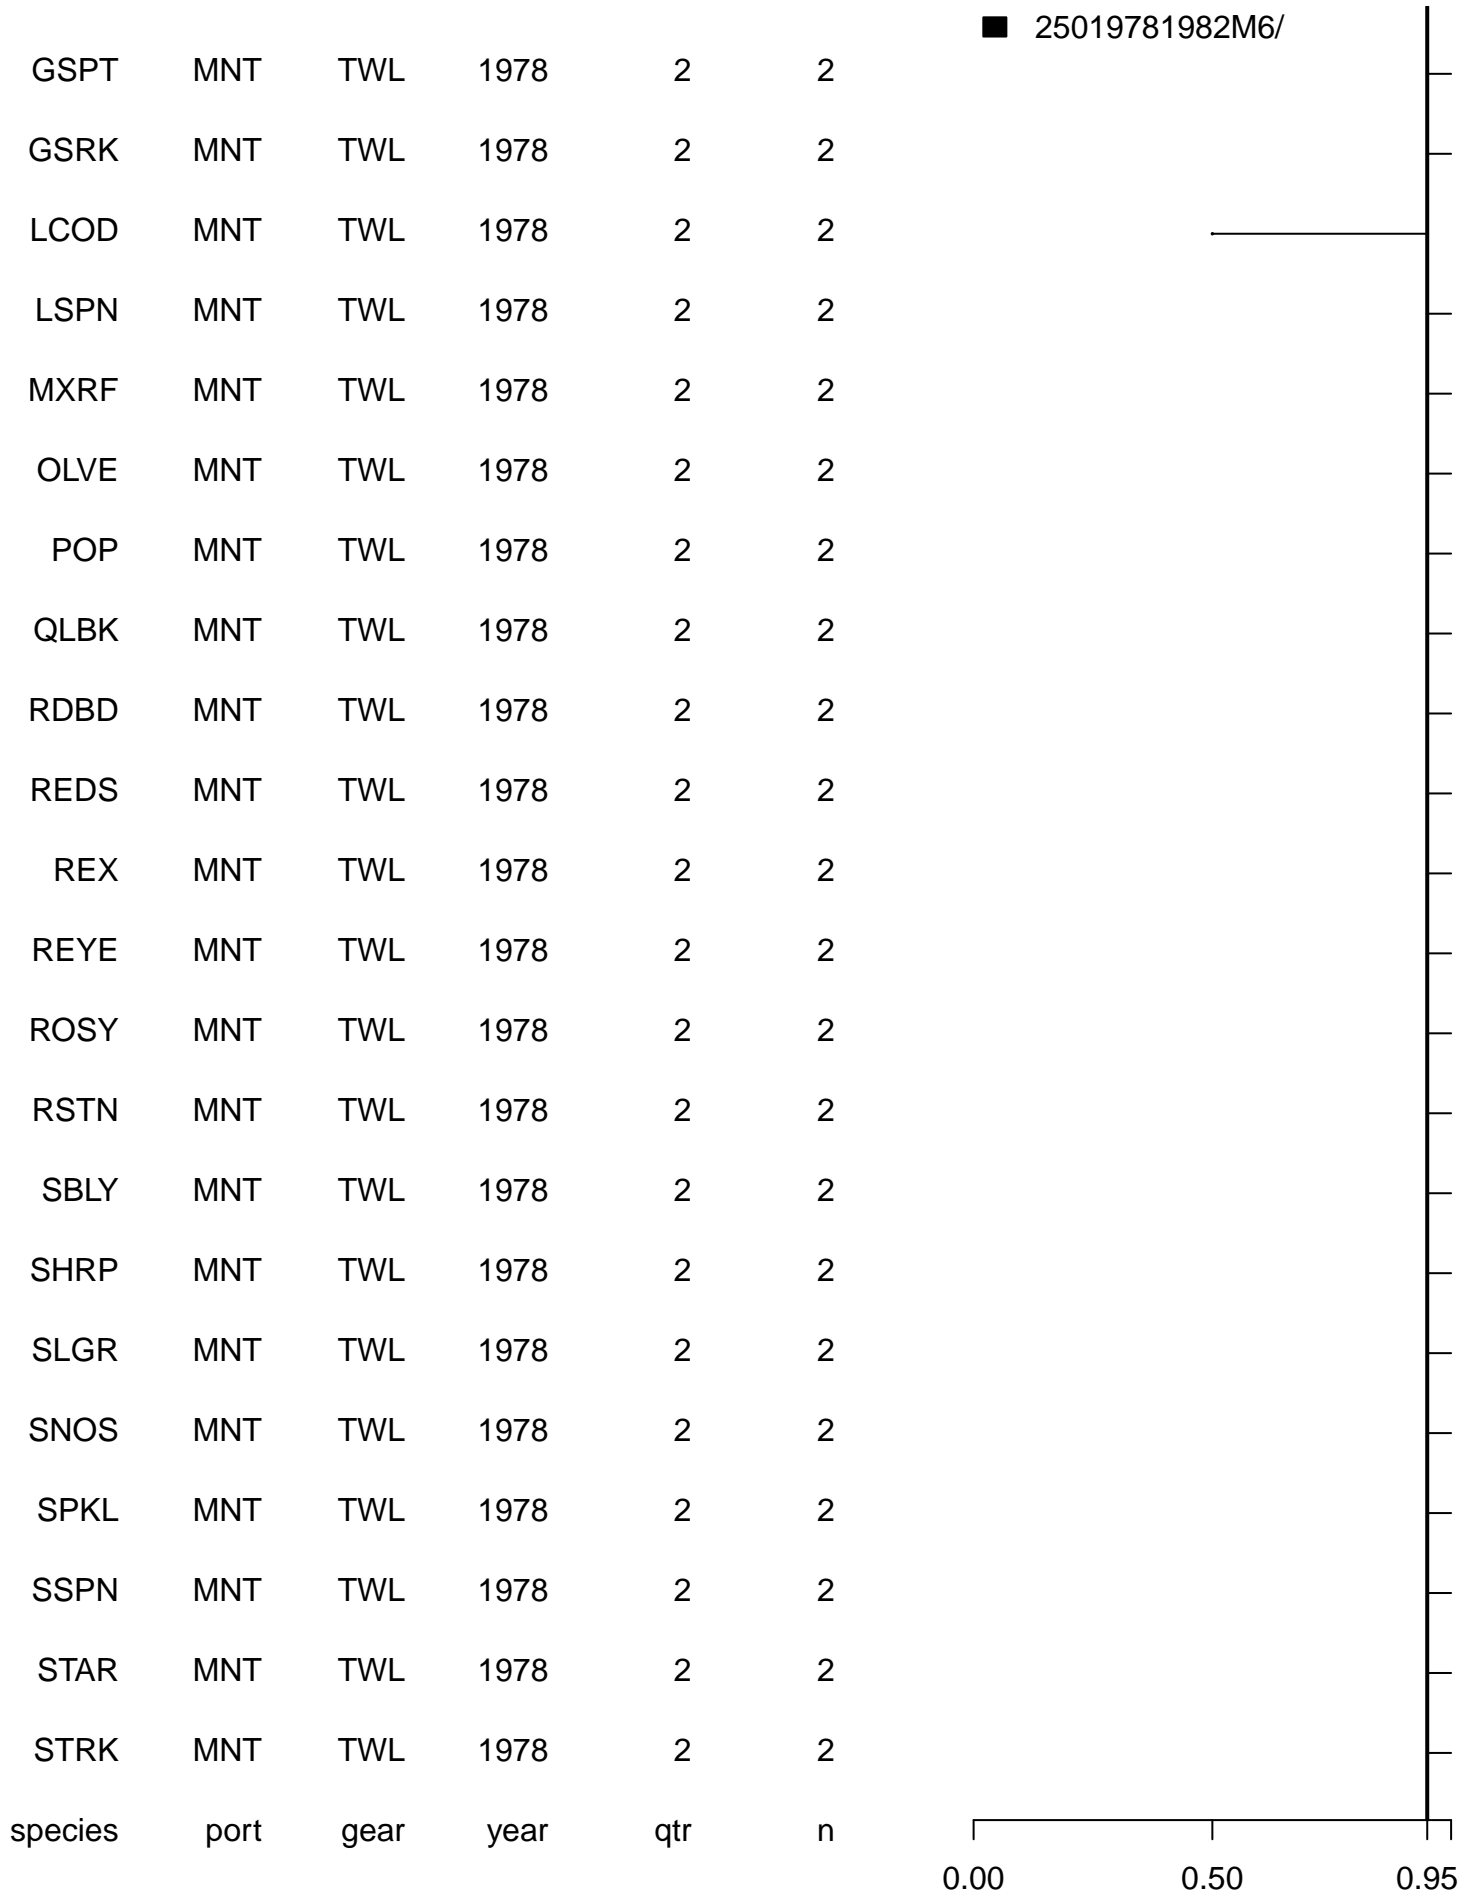 25019781982M6/
GSPT MNT TWL 1978 2 2
GSRK MNT TWL 1978 2 2
LCOD MNT TWL 1978 2 2
LSPN MNT TWL 1978 2 2
MXRF MNT TWL 1978 2 2
OLVE MNT TWL 1978 2 2
POP MNT TWL 1978 2 2
QLBK MNT TWL 1978 2 2
RDBD MNT TWL 1978 2 2
REDS MNT TWL 1978 2 2
REX MNT TWL 1978 2 2
REYE MNT TWL 1978 2 2
ROSY MNT TWL 1978 2 2
RSTN MNT TWL 1978 2 2
SBLY MNT TWL 1978 2 2
SHRP MNT TWL 1978 2 2
SLGR MNT TWL 1978 2 2
SNOS MNT TWL 1978 2 2
SPKL MNT TWL 1978 2 2
SSPN MNT TWL 1978 2 2
STAR MNT TWL 1978 2 2
STRK MNT TWL 1978 2 2
species port gear year qtr n
0.00 0.50 0.95